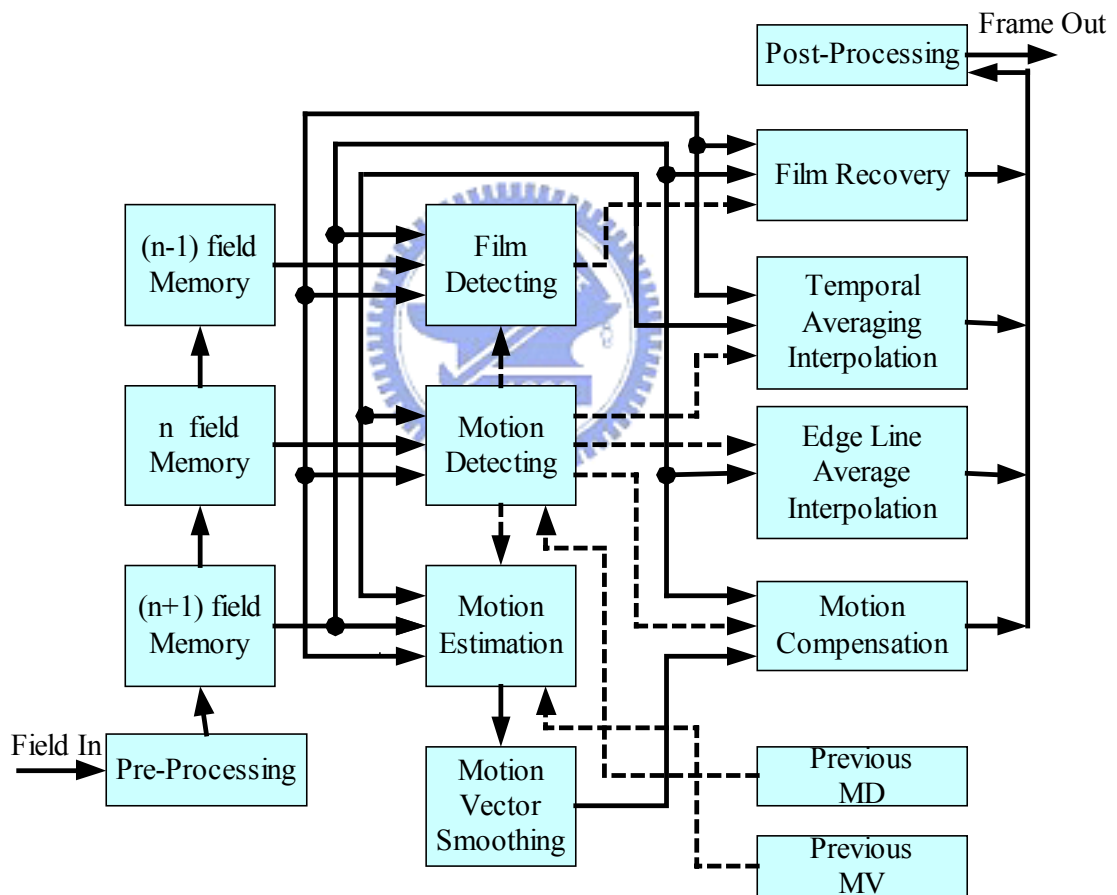 Frame Out
Post-Processing
Film Recovery
(n-1) field
Memory
Film
Detecting
Temporal
Averaging
Interpolation
n field
Memory
Motion
Detecting
Edge Line
Average
Interpolation
(n+1) field
Memory
Motion
Estimation
Motion
Compensation
Field In
Pre-Processing
Motion
Vector
Smoothing
Previous
MD
Previous
MV